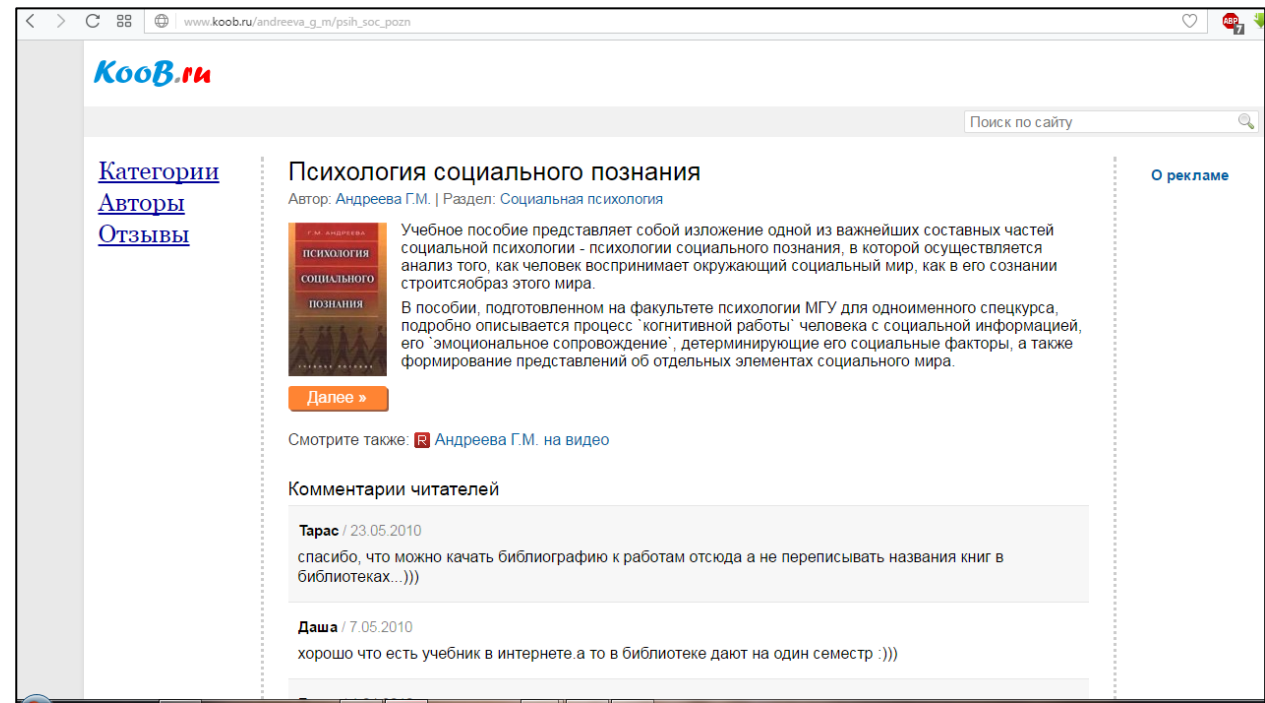 www.koob.ru/andreeva_g_m/psih_soc_pozn
ABP
7
KooB.ru
Поиск по сайту
Категории
Авторы
Отзывы
Психология социального познания
Автор: Андреева Г.М. | Раздел: Социальная психология
Г.М. АНДРЕЕВА
ПСИХОЛОГИЯ
СОЦИАЛЬНОГО
ПОЗНАНИЯ
УЧЕБНОЕ ПОСОБИЕ
Учебное пособие представляет собой изложение одной из важнейших составных частей
социальной психологии - психологии социального познания, в которой осуществляется
анализ того, как человек воспринимает окружающий социальный мир, как в его сознании
строитсяобраз этого мира.
В пособии, подготовленном на факультете психологии МГУ для одноименного спецкурса,
подробно описывается процесс `когнитивной работы` человека с социальной информацией,
его `эмоциональное сопровождение`, детерминирующие его социальные факторы, а также
формирование представлений об отдельных элементах социального мира.
Далее »
Смотрите также: R Андреева Г.М. на видео
Комментарии читателей
Тарас / 23.05.2010
спасибо, что можно качать библиографию к работам отсюда а не переписывать названия книг в
библиотеках...)))
Даша / 7.05.2010
хорошо что есть учебник в интернете.а то в библиотеке дают на один семестр :)))
О рекламе